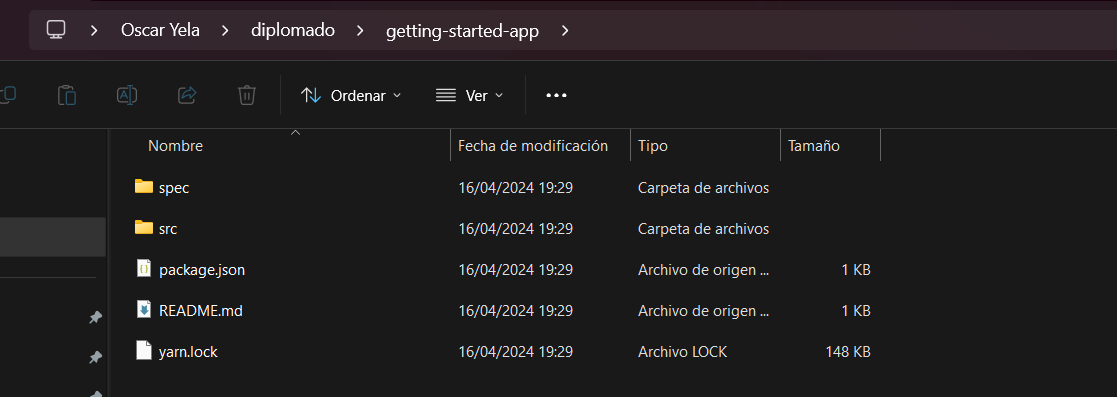 Oscar Yela diplomado getting-started-app
Ordenar Ver
Nombre Fecha de modificación Tipo Tamaño
spec 16/04/2024 19:29 Carpeta de archivos
src 16/04/2024 19:29 Carpeta de archivos
package.json 16/04/2024 19:29 Archivo de origen ... 1 KB
README.md 16/04/2024 19:29 Archivo de origen ... 1 KB
yarn.lock 16/04/2024 19:29 Archivo LOCK 148 KB